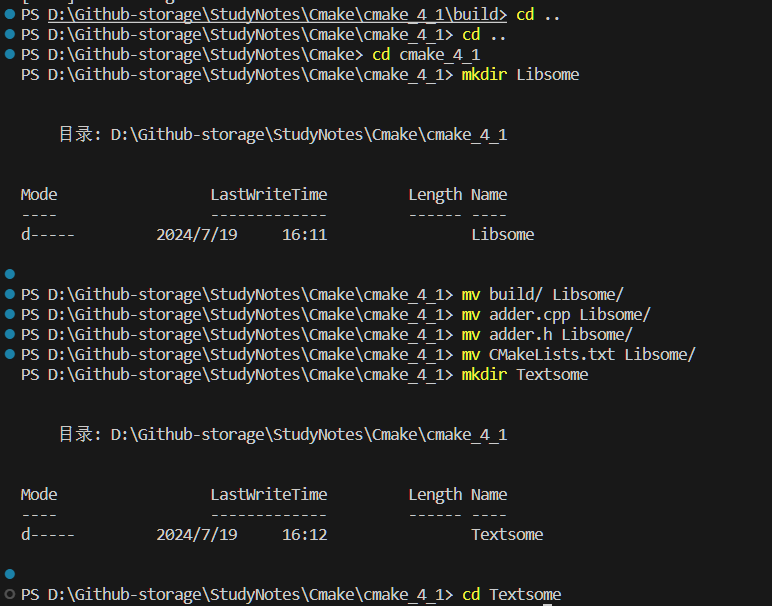 PS D:\Github-storage\StudyNotes\Cmake\cmake_4_1\build> cd ..
PS D:\Github-storage\StudyNotes\Cmake\cmake_4_1> cd ..
PS D:\Github-storage\StudyNotes\Cmake> cd cmake_4_1
PS D:\Github-storage\StudyNotes\Cmake\cmake_4_1> mkdir Libsome
目录: D:\Github-storage\StudyNotes\Cmake\cmake_4_1
Mode LastWriteTime Length Name
---- ------------- ------ ----
d----- 2024/7/19 16:11 Libsome
PS D:\Github-storage\StudyNotes\Cmake\cmake_4_1> mv build/ Libsome/
PS D:\Github-storage\StudyNotes\Cmake\cmake_4_1> mv adder.cpp Libsome/
PS D:\Github-storage\StudyNotes\Cmake\cmake_4_1> mv adder.h Libsome/
PS D:\Github-storage\StudyNotes\Cmake\cmake_4_1> mv CMakeLists.txt Libsome/
PS D:\Github-storage\StudyNotes\Cmake\cmake_4_1> mkdir Textsome
目录: D:\Github-storage\StudyNotes\Cmake\cmake_4_1
Mode LastWriteTime Length Name
---- ------------- ------ ----
d----- 2024/7/19 16:12 Textsome
PS D:\Github-storage\StudyNotes\Cmake\cmake_4_1> cd Textsome